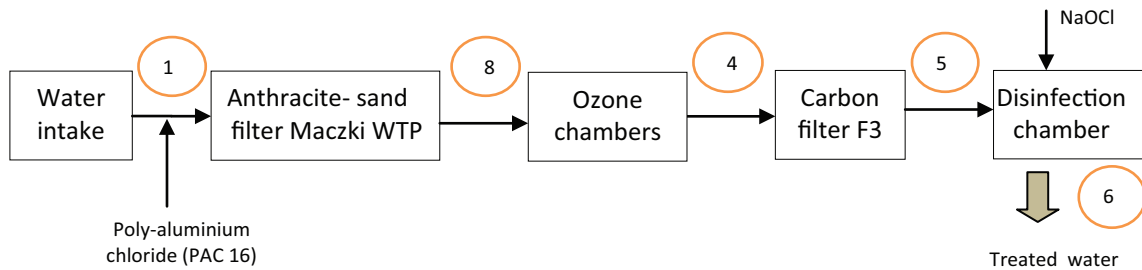 NaOCl
1
8
4
5
Water
intake
Anthracite- sand
filter Maczki WTP
Ozone
chambers
Carbon
filter F3
Disinfection
chamber
6
Poly-aluminium
chloride (PAC 16)
Treated water